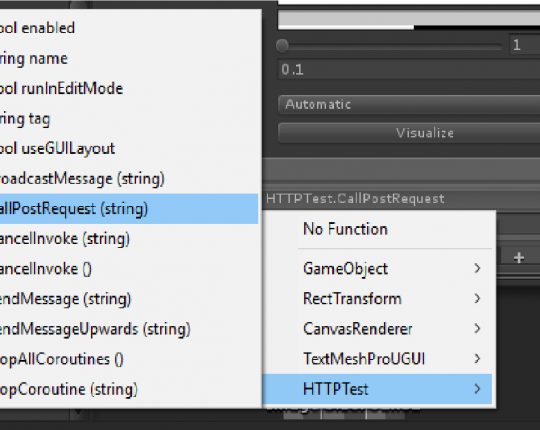 ool enabled
ring name
ool runInEditMode
ring tag
ool useGUILayout
roadcastMessage (string)
allPostRequest (string)
ancelInvoke (string)
ancelInvoke ()
endMessage (string)
endMessageUpwards (string)
opAllCoroutines ()
opCoroutine (string)
1
0.1
Automatic
Visualize
HTTPTest.CallPostRequest
No Function
GameObject >
RectTransform >
CanvasRenderer >
TextMeshProUGUI >
HTTPTest >
+